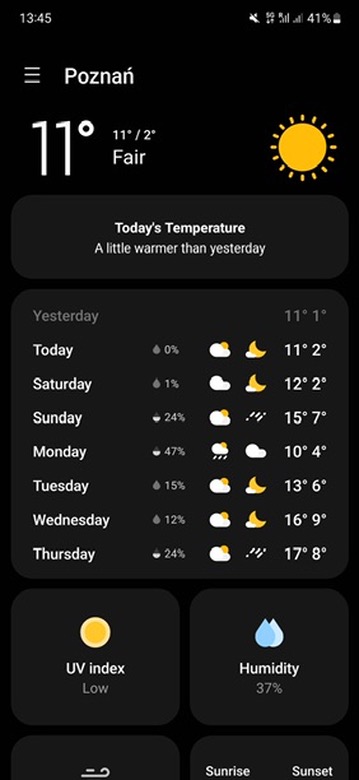 13:45
41%
Poznań
11°
11° / 2°
Fair
Today's Temperature
A little warmer than yesterday
Yesterday 11° 1°
Today 0% 11° 2°
Saturday 1% 12° 2°
Sunday 24% 15° 7°
Monday 47% 10° 4°
Tuesday 15% 13° 6°
Wednesday 12% 16° 9°
Thursday 24% 17° 8°
UV index
Low
Humidity
37%
Sunrise Sunset